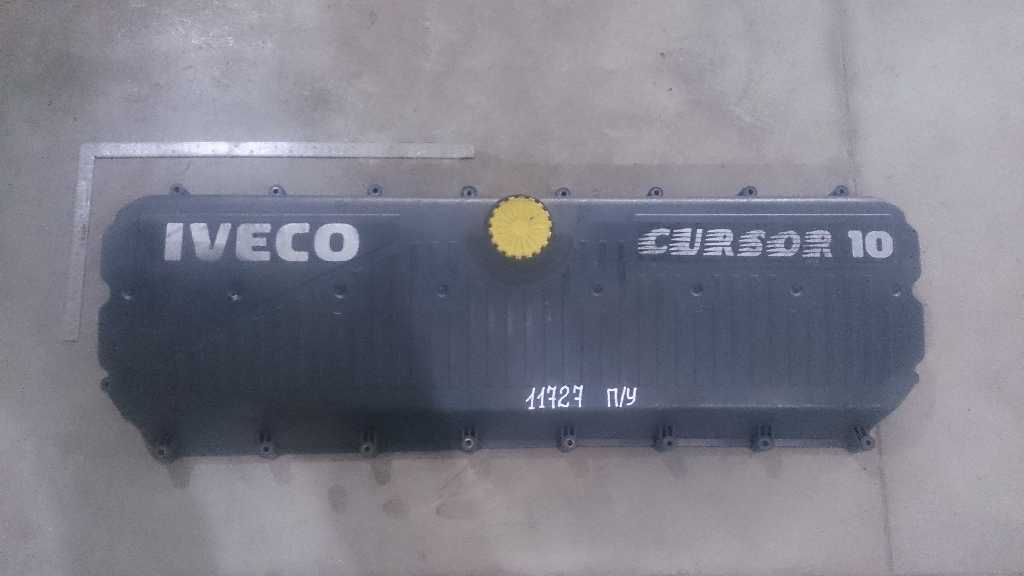 IVECO
CURSOR 10
11727 П/У